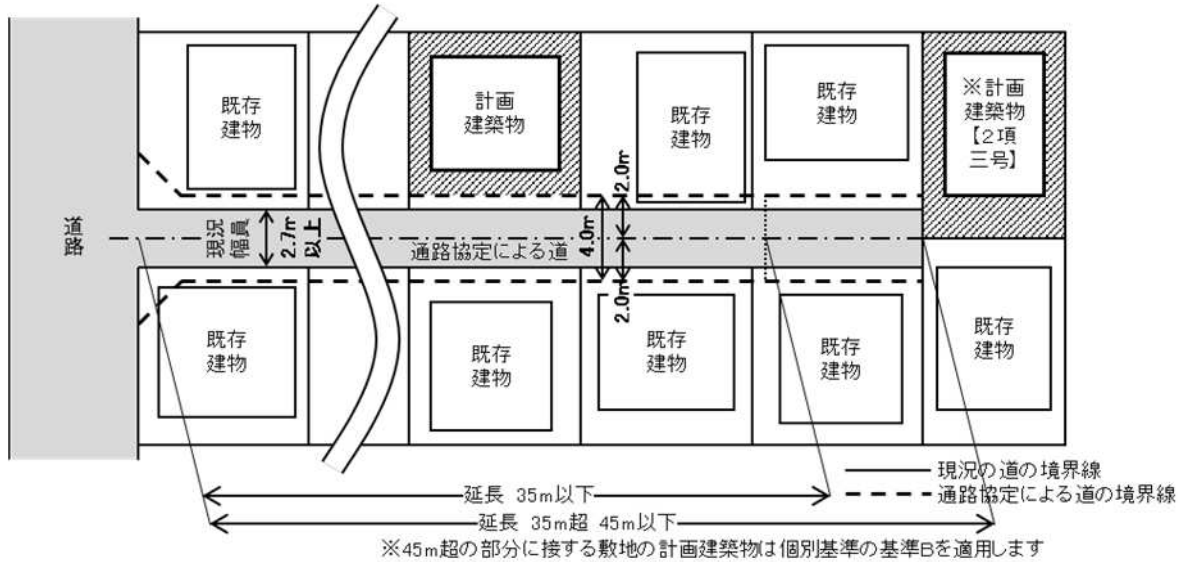 既存
建物
計画
建築物
既存
建物
既存
建物
※計画
建築物
【2項
三号】
道路
現況
幅員
2.7㎡
以上
通路協定による道
4.0㎡
2.0㎡
2.0㎡
既存
建物
既存
建物
既存
建物
既存
建物
既存
建物
現況の道の境界線
通路協定による道の境界線
延長 35m以下
延長 35m超 45m以下
※45m超の部分に接する敷地の計画建築物は個別基準の基準Bを適用します